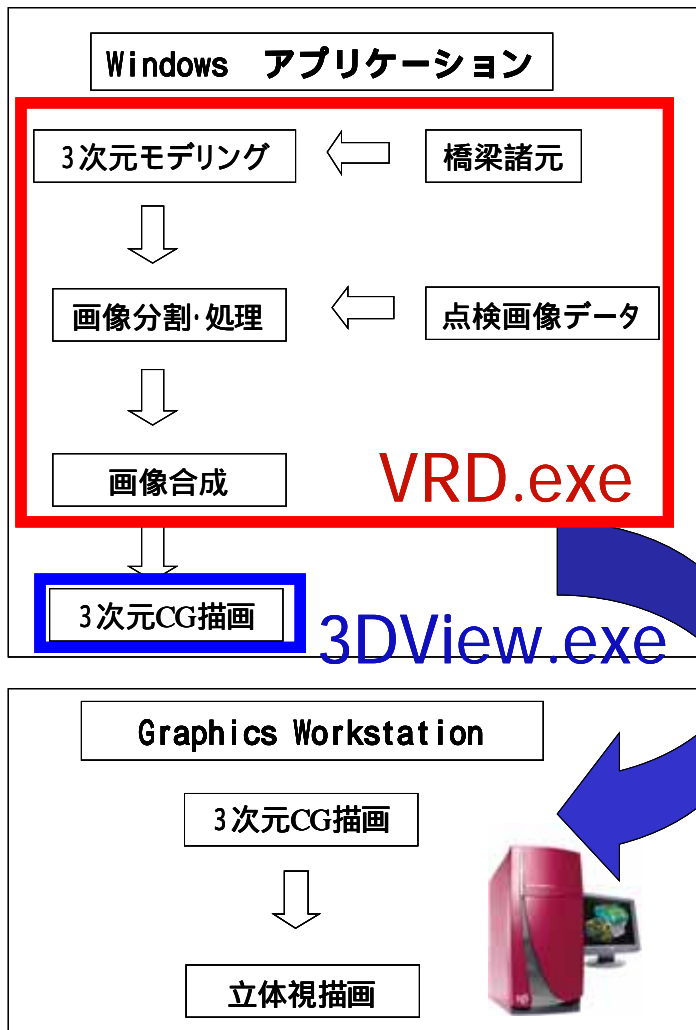 Windows アプリケーション
3次元モデリング
橋梁諸元
画像分割・処理
点検画像データ
画像合成
VRD.exe
3次元CG描画
3DView.exe
Graphics Workstation
3次元CG描画
立体視描画